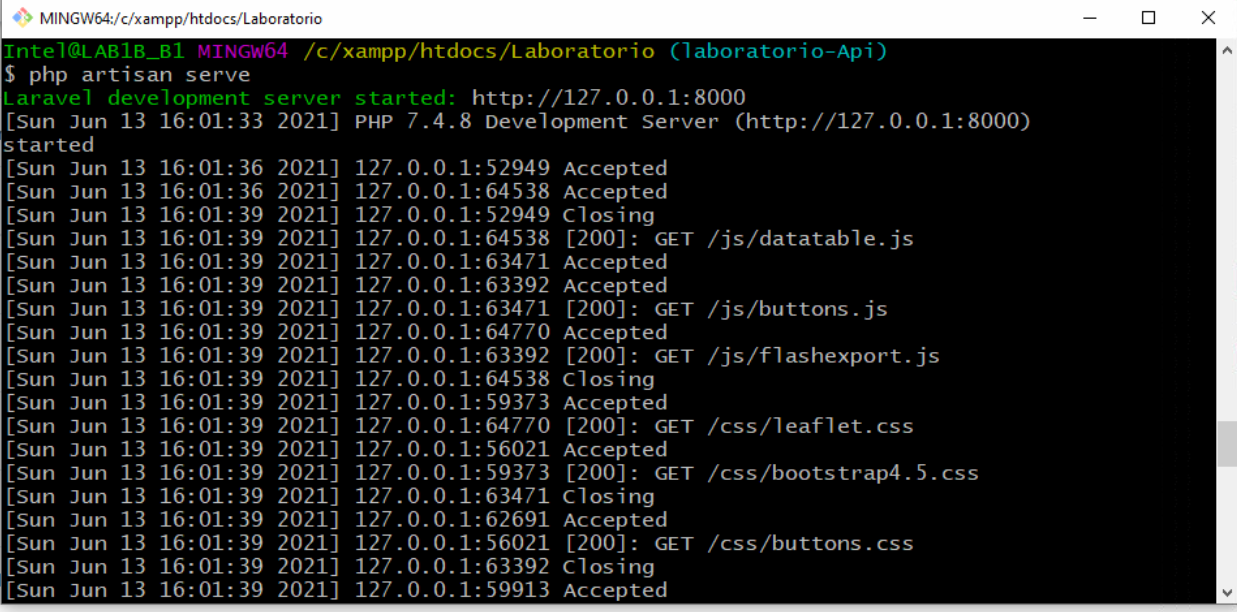 MINGW64:/c/xampp/htdocs/Laboratorio
Intel@LAB1B_B1 MINGW64 /c/xampp/htdocs/Laboratorio (laboratorio-Api)
$ php artisan serve
Laravel development server started: http://127.0.0.1:8000
[Sun Jun 13 16:01:33 2021] PHP 7.4.8 Development Server (http://127.0.0.1:8000)
started
[Sun Jun 13 16:01:36 2021] 127.0.0.1:52949 Accepted
[Sun Jun 13 16:01:36 2021] 127.0.0.1:64538 Accepted
[Sun Jun 13 16:01:39 2021] 127.0.0.1:52949 Closing
[Sun Jun 13 16:01:39 2021] 127.0.0.1:64538 [200]: GET /js/datatable.js
[Sun Jun 13 16:01:39 2021] 127.0.0.1:63471 Accepted
[Sun Jun 13 16:01:39 2021] 127.0.0.1:63392 Accepted
[Sun Jun 13 16:01:39 2021] 127.0.0.1:63471 [200]: GET /js/buttons.js
[Sun Jun 13 16:01:39 2021] 127.0.0.1:64770 Accepted
[Sun Jun 13 16:01:39 2021] 127.0.0.1:63392 [200]: GET /js/flashexport.js
[Sun Jun 13 16:01:39 2021] 127.0.0.1:64538 Closing
[Sun Jun 13 16:01:39 2021] 127.0.0.1:59373 Accepted
[Sun Jun 13 16:01:39 2021] 127.0.0.1:64770 [200]: GET /css/leaflet.css
[Sun Jun 13 16:01:39 2021] 127.0.0.1:56021 Accepted
[Sun Jun 13 16:01:39 2021] 127.0.0.1:59373 [200]: GET /css/bootstrap4.5.css
[Sun Jun 13 16:01:39 2021] 127.0.0.1:63471 Closing
[Sun Jun 13 16:01:39 2021] 127.0.0.1:62691 Accepted
[Sun Jun 13 16:01:39 2021] 127.0.0.1:56021 [200]: GET /css/buttons.css
[Sun Jun 13 16:01:39 2021] 127.0.0.1:63392 Closing
[Sun Jun 13 16:01:39 2021] 127.0.0.1:59913 Accepted